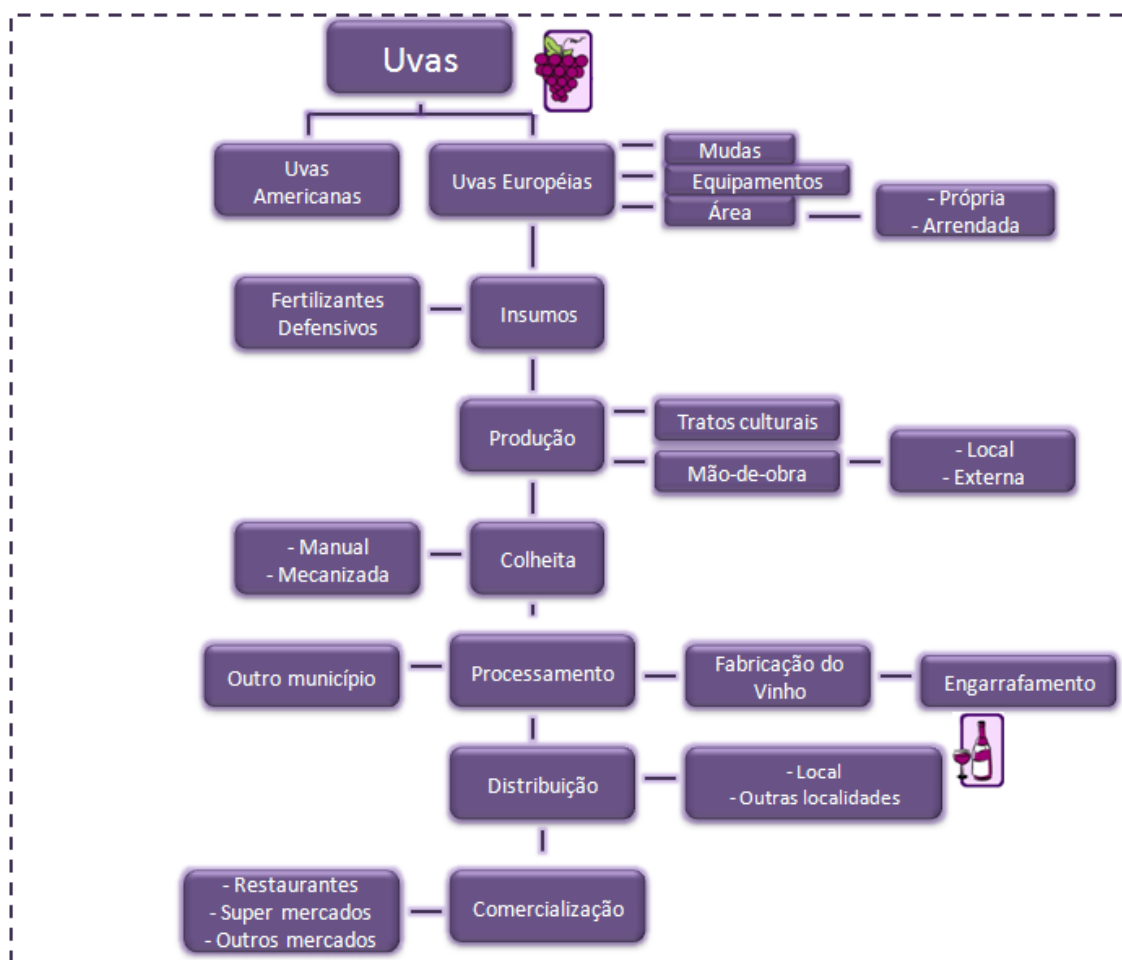 Uvas
Uvas
Americanas
Uvas Européias
Mudas
Equipamentos
Área
- Própria
- Arrendada
Fertilizantes
Defensivos
Insumos
Produção
Tratos culturais
Mão-de-obra
- Local
- Externa
- Manual
- Mecanizada
Colheita
Outro município
Processamento
Fabricação do
Vinho
Engarrafamento
Distribuição
- Local
- Outras localidades
- Restaurantes
- Super mercados
- Outros mercados
Comercialização